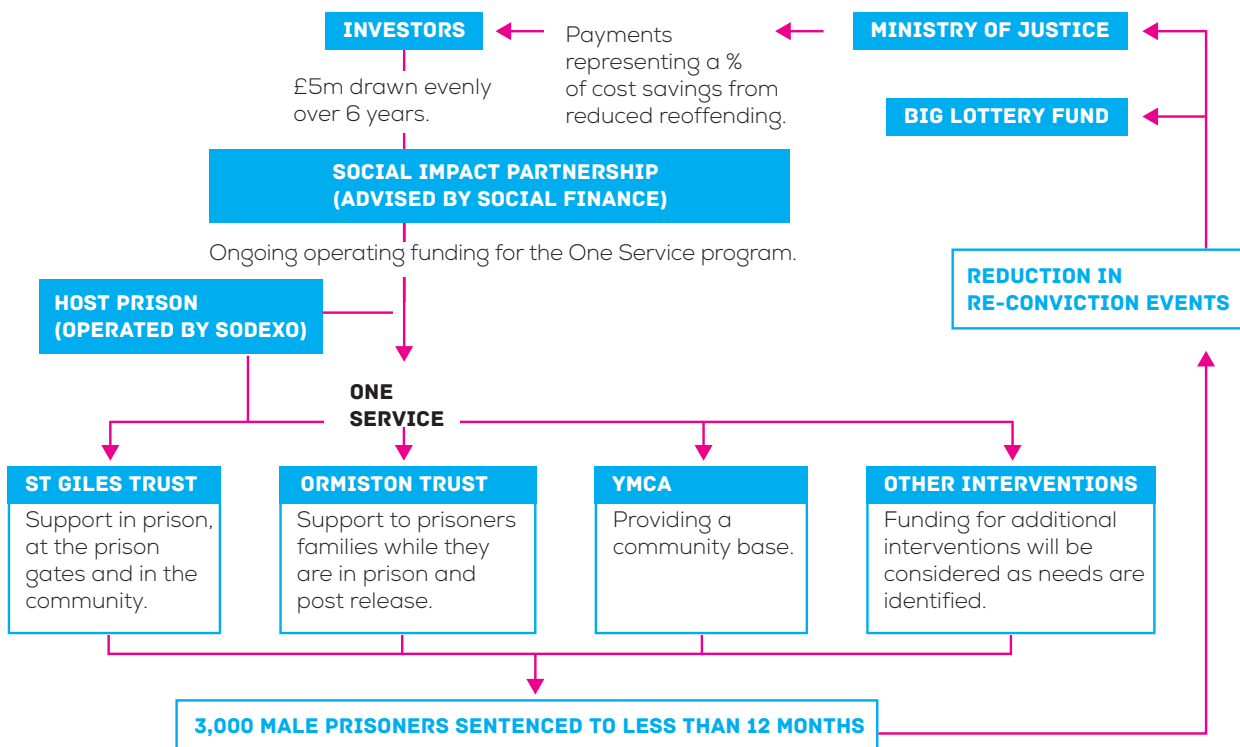 INVESTORS
Payments
representing a %
of cost savings from
reduced reoffending.
MINISTRY OF JUSTICE
£5m drawn evenly
over 6 years.
BIG LOTTERY FUND
SOCIAL IMPACT PARTNERSHIP
(ADVISED BY SOCIAL FINANCE)
Ongoing operating funding for the One Service program.
REDUCTION IN
RE-CONVICTION EVENTS
HOST PRISON
(OPERATED BY SODEXO)
ONE
SERVICE
ST GILES TRUST
Support in prison,
at the prison
gates and in the
community.
ORMISTON TRUST
Support to prisoners
families while they
are in prison and
post release.
YMCA
Providing a
community base.
OTHER INTERVENTIONS
Funding for additional
interventions will be
considered as needs are
identified.
3,000 MALE PRISONERS SENTENCED TO LESS THAN 12 MONTHS